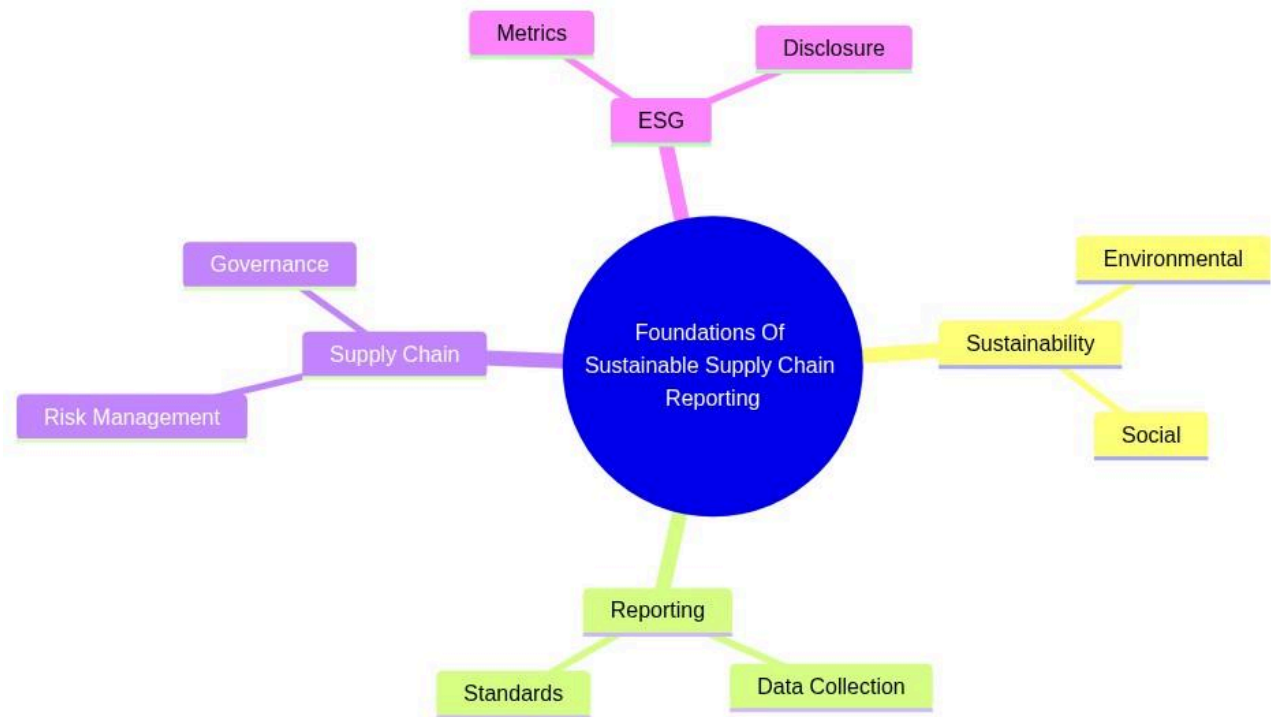 Metrics
Disclosure
ESG
Governance
Supply Chain
Risk Management
Foundations Of
Sustainable Supply Chain
Reporting
Environmental
Sustainability
Social
Reporting
Standards
Data Collection